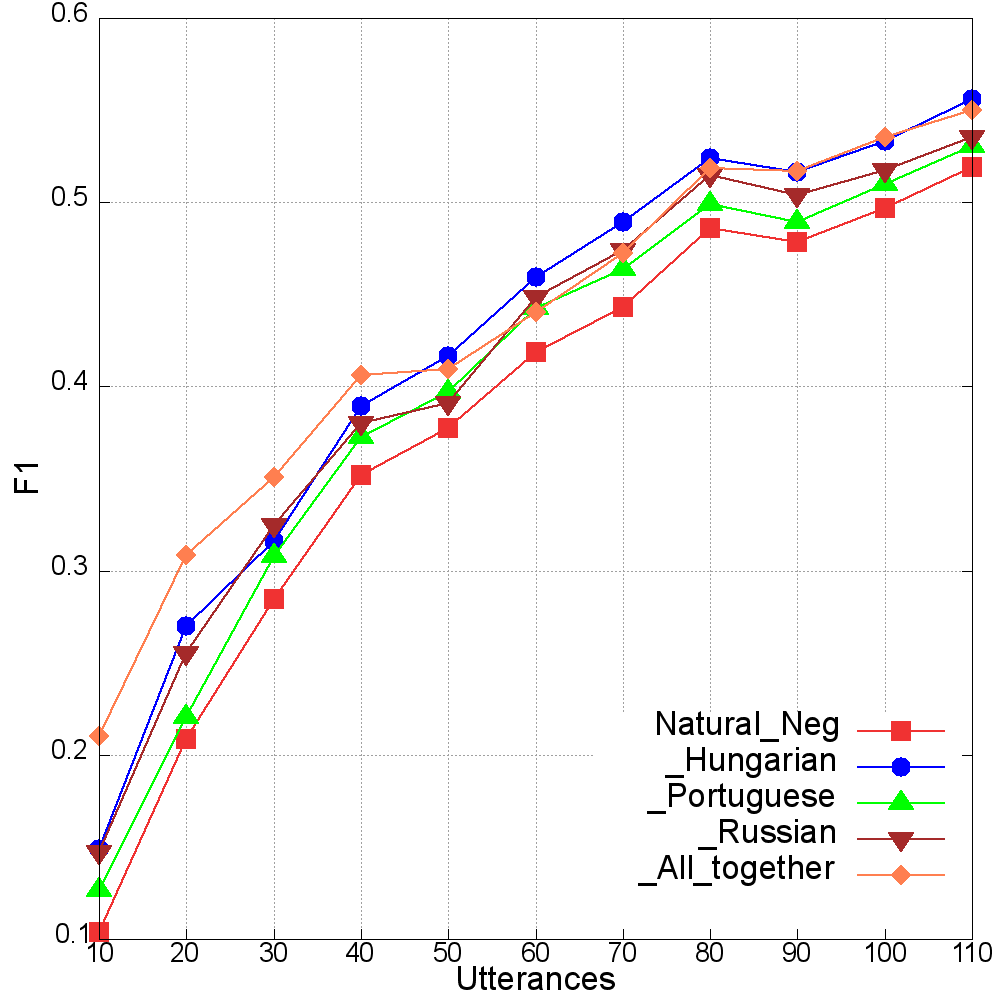 0.6
0.5
0.4
0.3
0.2
0.1
F1
Natural_Neg
_Hungarian
_Portuguese
_Russian
_All_together
10 20 30 40 50 60 70 80 90 100 110
Utterances